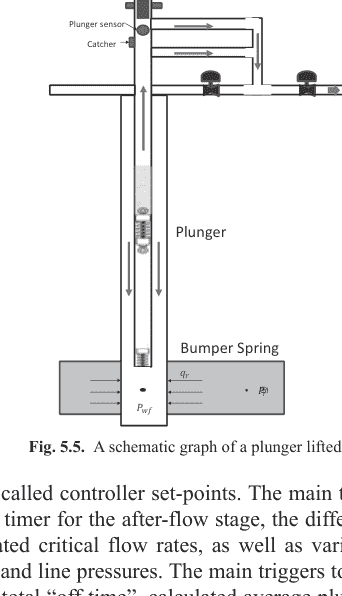 Plunger sensor
Catcher
Plunger
Bumper Spring
q_r
P_wf
Fig. 5.5. A schematic graph of a plunger lifted
called controller set-points. The main t
timer for the after-flow stage, the diffe
ated critical flow rates, as well as vari
and line pressures. The main triggers to
total “off time”, calculated average plu